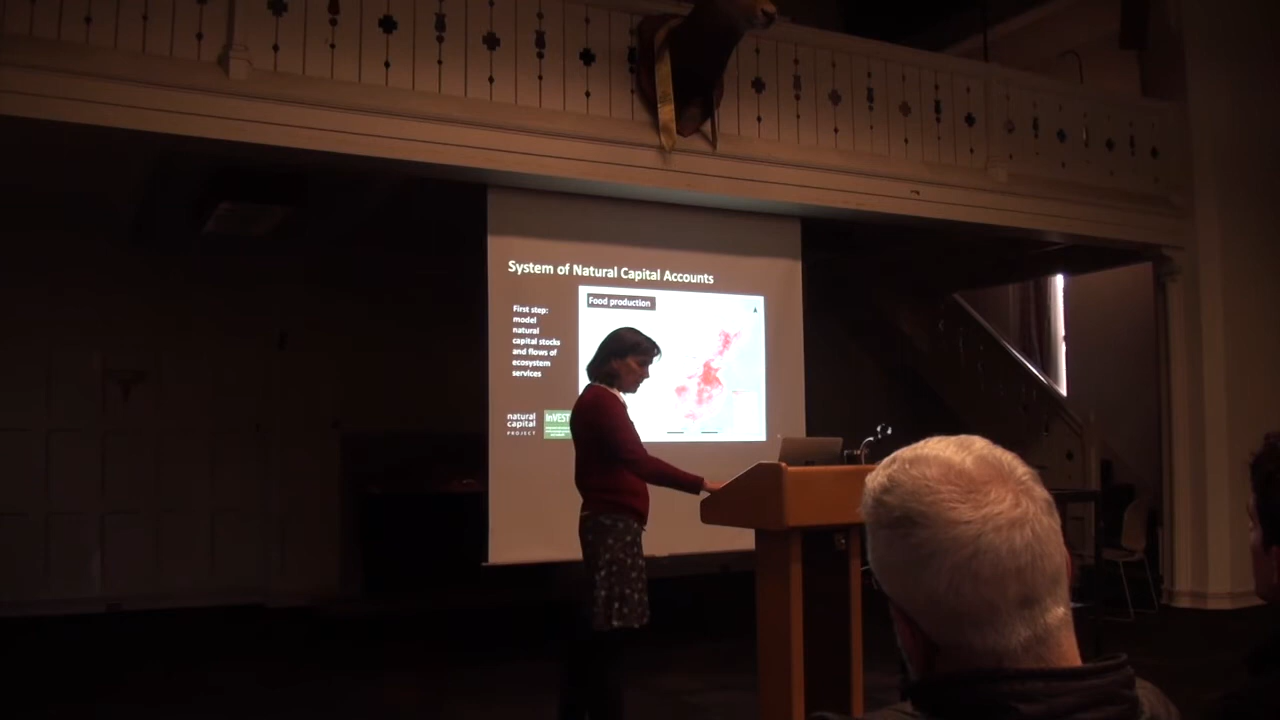 System of Natural Capital Accounts
Food production
First step:
model
natural
capital stocks
and flows of
ecosystem
services
natural
capital
PROJECT
InVEST